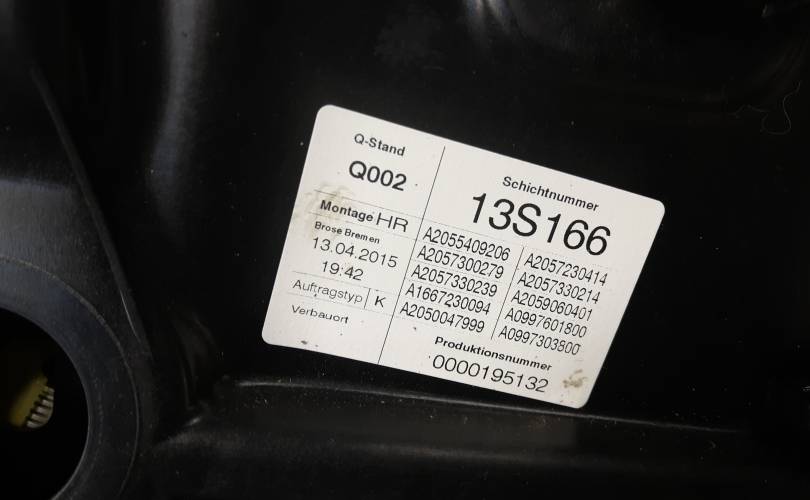 Q-Stand
Q002
Montage HR
Brose Bremen
13.04.2015
19:42
Auftragstyp K
Verbauort
Schichtnummer
13S166
A2055409206 A2057230414
A2057300279 A2057330214
A2057330239 A2059060401
A1667230094 A0997601800
A2050047999 A0997303800
Produktionsnummer
0000195132